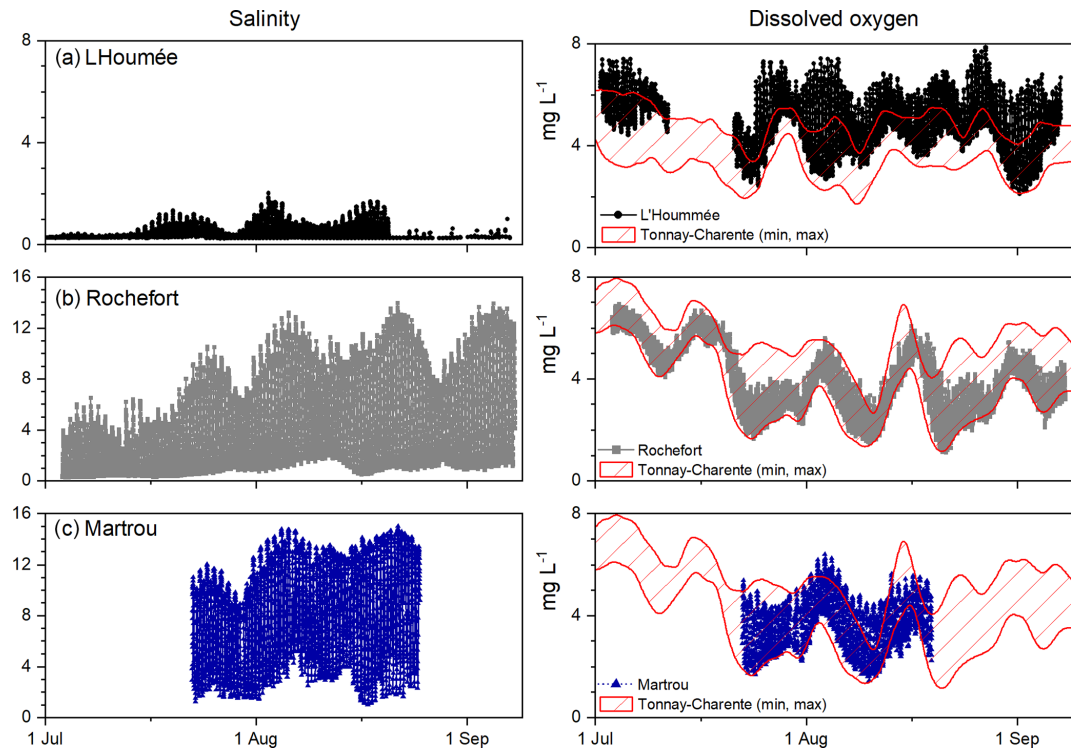 Salinity
Dissolved oxygen
8
(a) LHoumée
4
0
8
mg L⁻¹
4
L'Hoummée
Tonnay-Charente (min, max)
0
16
(b) Rochefort
12
8
4
0
8
mg L⁻¹
4
Rochefort
Tonnay-Charente (min, max)
0
16
(c) Martrou
12
8
4
0
1 Jul
1 Aug
1 Sep
8
mg L⁻¹
4
Martrou
Tonnay-Charente (min, max)
0
1 Jul
1 Aug
1 Sep